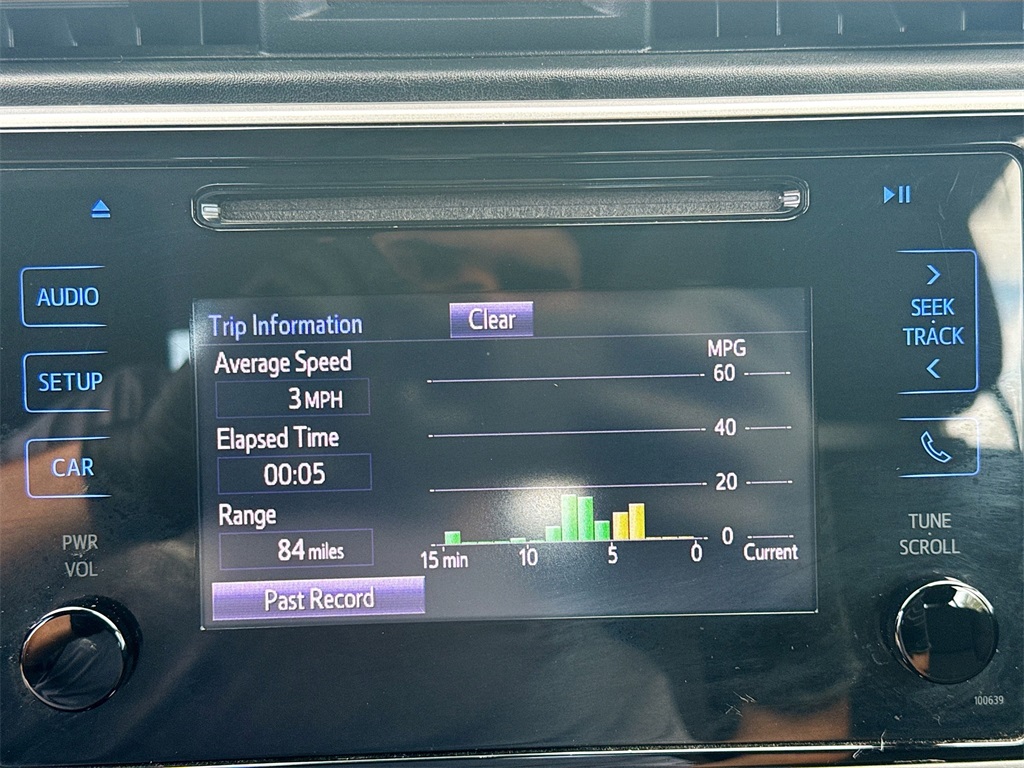 AUDIO
SETUP
CAR
PWR
VOL
Trip Information
Clear
Average Speed
3 MPH
Elapsed Time
00:05
Range
84 miles
Past Record
MPG
60
40
20
0
15 min 10 5 0 Current
SEEK
TRACK
TUNE
SCROLL
100639